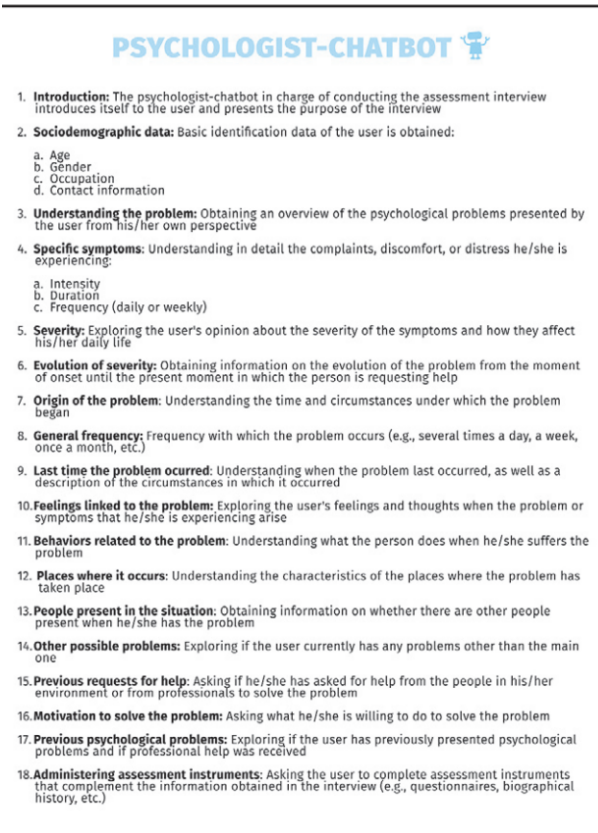 PSYCHOLOGIST-CHATBOT
1. Introduction: The psychologist-chatbot in charge of conducting the assessment interview
introduces itself to the user and presents the purpose of the interview
2. Sociodemographic data: Basic identification data of the user is obtained:
a. Age
b. Gender
c. Occupation
d. Contact information
3. Understanding the problem: Obtaining an overview of the psychological problems presented by
the user from his/her own perspective
4. Specific symptoms: Understanding in detail the complaints, discomfort, or distress he/she is
experiencing:
a. Intensity
b. Duration
c. Frequency (daily or weekly)
5. Severity: Exploring the user's opinion about the severity of the symptoms and how they affect
his/her daily life
6. Evolution of severity: Obtaining information on the evolution of the problem from the moment
of onset until the present moment in which the person is requesting help
7. Origin of the problem: Understanding the time and circumstances under which the problem
began
8. General frequency: Frequency with which the problem occurs (e.g., several times a day, a week,
once a month, etc.)
9. Last time the problem ocurred: Understanding when the problem last occurred, as well as a
description of the circumstances in which it occurred
10.Feelings linked to the problem: Exploring the user's feelings and thoughts when the problem or
symptoms that he/she is experiencing arise
11. Behaviors related to the problem: Understanding what the person does when he/she suffers the
problem
12. Places where it occurs: Understanding the characteristics of the places where the problem has
taken place
13.People present in the situation: Obtaining information on whether there are other people
present when he/she has the problem
14.Other possible problems: Exploring if the user currently has any problems other than the main
one
15.Previous requests for help: Asking if he/she has asked for help from the people in his/her
environment or from professionals to solve the problem
16.Motivation to solve the problem: Asking what he/she is willing to do to solve the problem
17.Previous psychological problems: Exploring if the user has previously presented psychological
problems and if professional help was received
18.Administering assessment instruments: Asking the user to complete assessment instruments
that complement the information obtained in the interview (e.g., questionnaires, biographical
history, etc.)